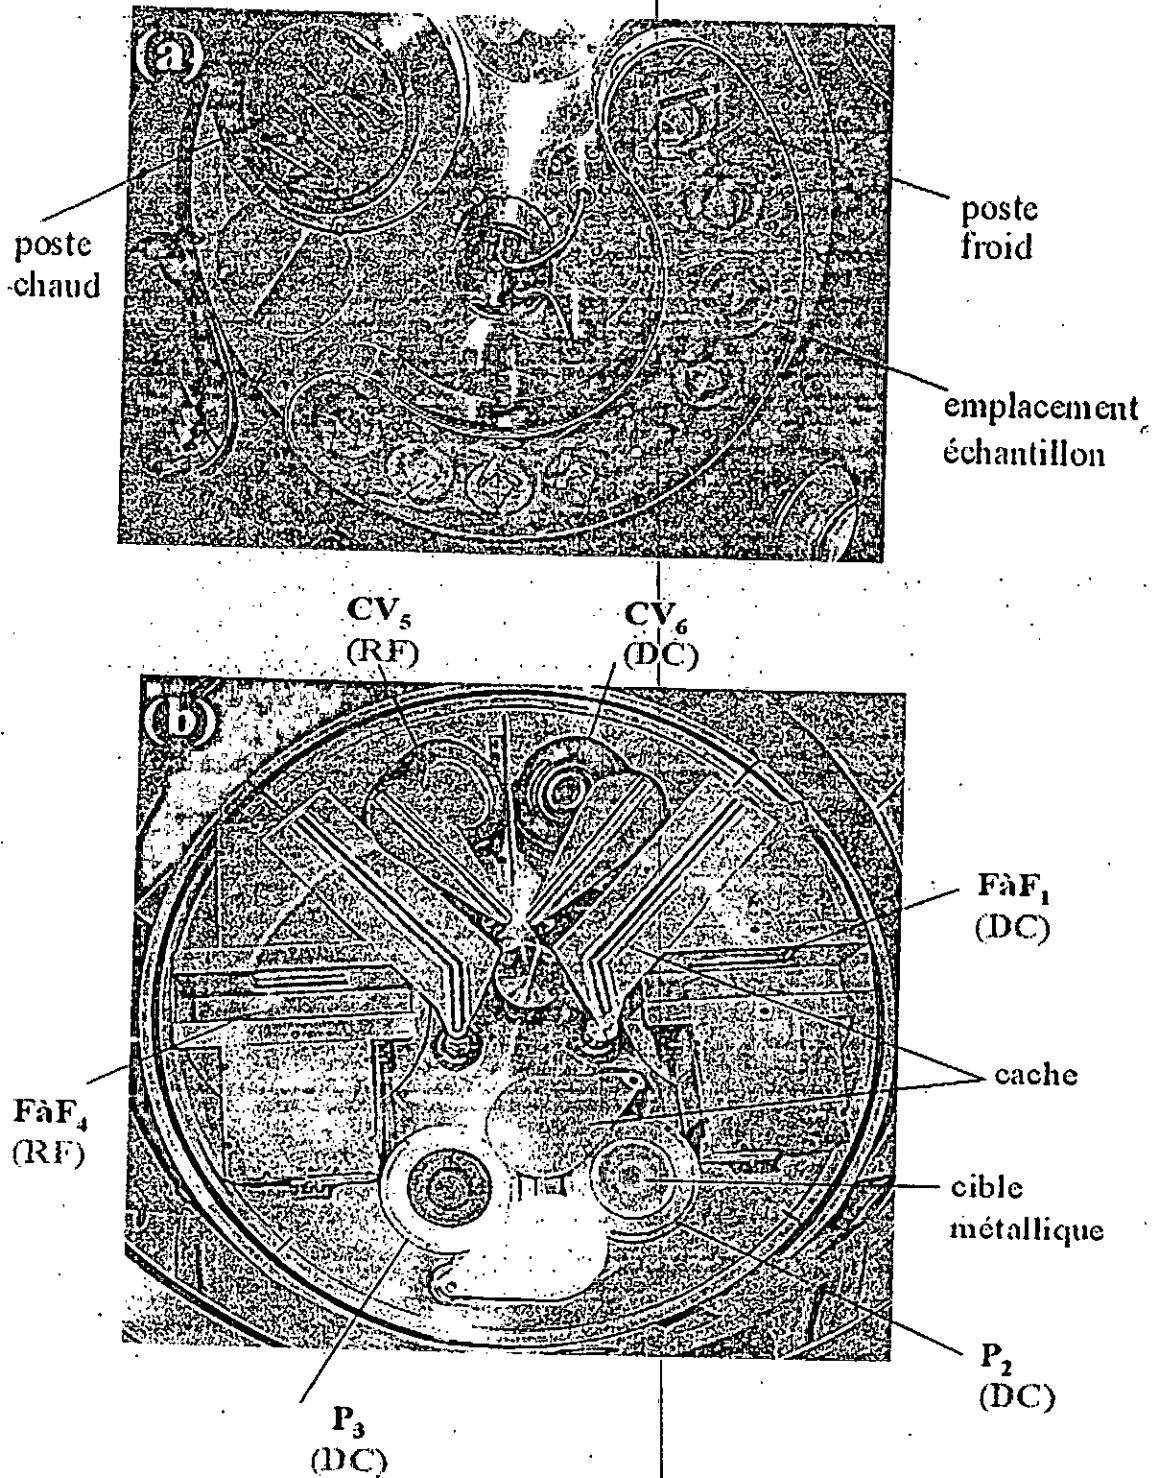 (a)
poste
chaud
poste
froid
emplacement
échantillon
CV₅
(RF)
CV₆
(DC)
(b)
FàF₁
(DC)
cache
FàF₄
(RF)
cible
métallique
P₂
(DC)
P₃
(DC)